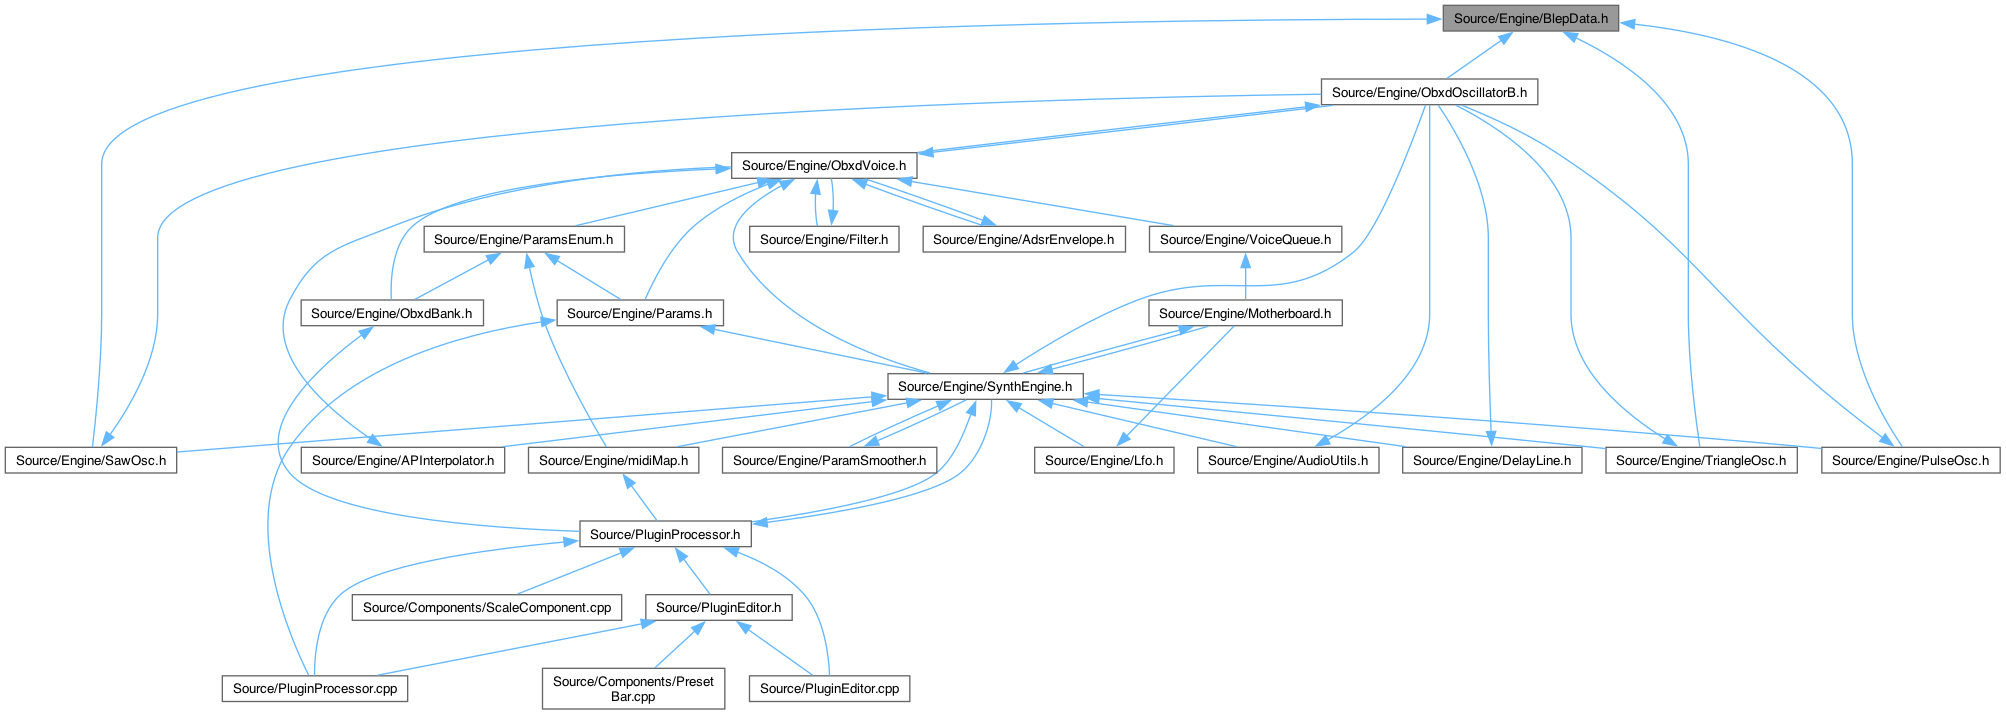 Source/Engine/BlepData.h
Source/Engine/ObxdOscillatorB.h
Source/Engine/ObxdVoice.h
Source/Engine/ParamsEnum.h
Source/Engine/Filter.h
Source/Engine/AdsrEnvelope.h
Source/Engine/VoiceQueue.h
Source/Engine/ObxdBank.h
Source/Engine/Params.h
Source/Engine/Motherboard.h
Source/Engine/SynthEngine.h
Source/Engine/SawOsc.h
Source/Engine/APInterpolator.h
Source/Engine/midiMap.h
Source/Engine/ParamSmoother.h
Source/Engine/Lfo.h
Source/Engine/AudioUtils.h
Source/Engine/DelayLine.h
Source/Engine/TriangleOsc.h
Source/Engine/PulseOsc.h
Source/PluginProcessor.h
Source/Components/ScaleComponent.cpp
Source/PluginEditor.h
Source/PluginProcessor.cpp
Source/Components/Preset
Bar.cpp
Source/PluginEditor.cpp